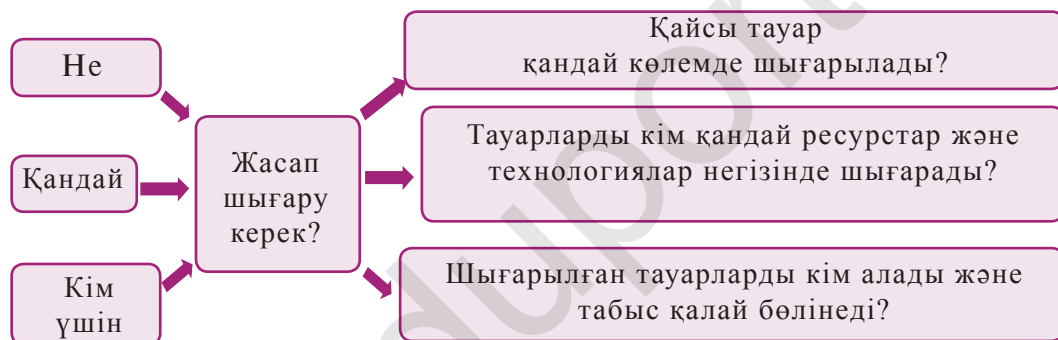 Не
Қандай
Кім
үшін
Жасап
шығару
керек?
Қайсы тауар
қандай көлемде шығарылады?
Тауарларды кім қандай ресурстар және
технологиялар негізінде шығарады?
Шығарылған тауарларды кім алады және
табыс қалай бөлінеді?